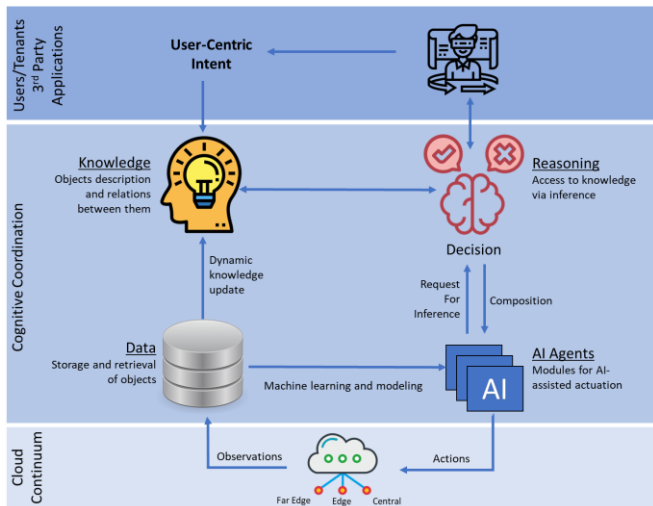 Users/Tenants
3rd Party
Applications
User-Centric
Intent
Cognitive Coordination
Knowledge
Objects description
and relations
between them
Reasoning
Access to knowledge
via inference
Decision
Dynamic
knowledge
update
Request
For
Inference
Composition
Data
Storage and retrieval
of objects
Machine learning and modeling
AI
AI Agents
Modules for AI-
assisted actuation
Cloud
Continuum
Observations
Actions
Far Edge
Edge
Central